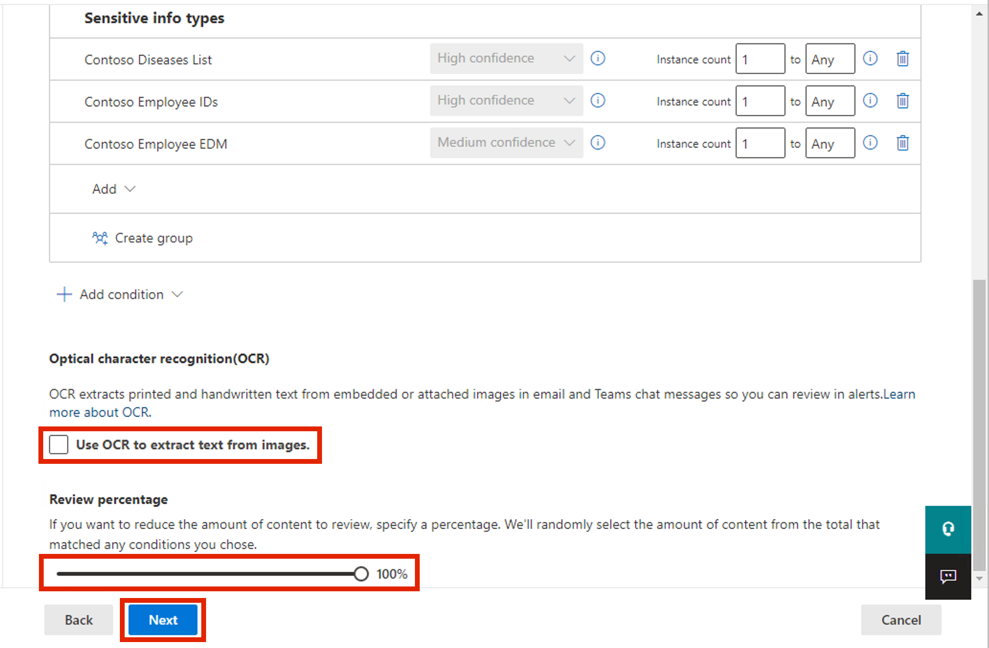 Sensitive info types
Contoso Diseases List High confidence Instance count 1 to Any
Contoso Employee IDs High confidence Instance count 1 to Any
Contoso Employee EDM Medium confidence Instance count 1 to Any
Add
Create group
Add condition
Optical character recognition(OCR)
OCR extracts printed and handwritten text from embedded or attached images in email and Teams chat messages so you can review in alerts.Learn
more about OCR.
Use OCR to extract text from images.
Review percentage
If you want to reduce the amount of content to review, specify a percentage. We'll randomly select the amount of content from the total that
matched any conditions you chose.
100%
Back Next Cancel